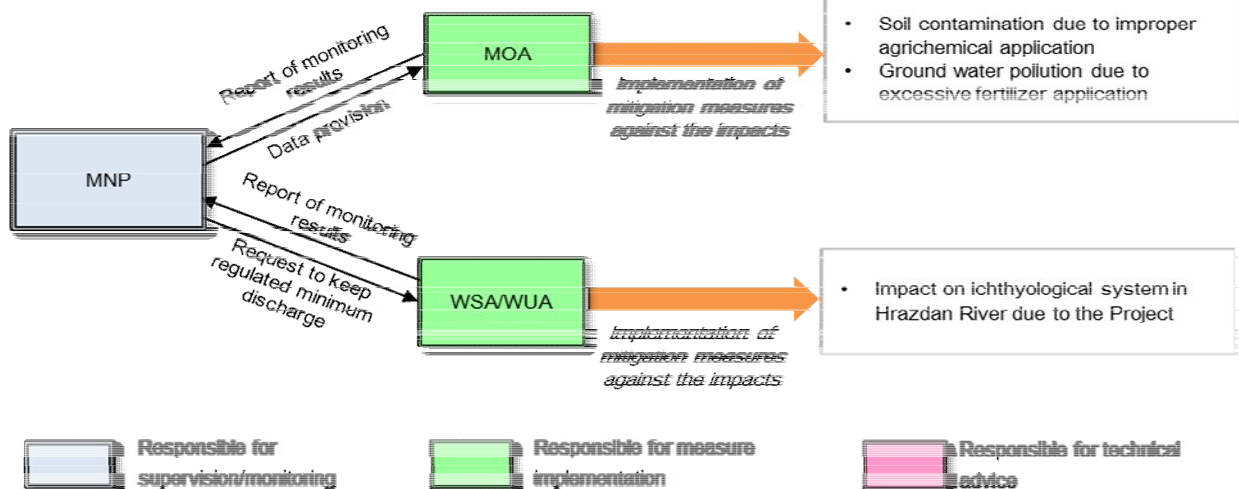 Report of monitoring
results
Data provision
MOA
Implementation of
mitigation measures
against the impacts
• Soil contamination due to improper
agrichemical application
• Ground water pollution due to
excessive fertilizer application
MNP
Report of monitoring
results
Request to keep
regulated minimum
discharge
WSA/WUA
Implementation of
mitigation measures
against the impacts
• Impact on ichthyological system in
Hrazdan River due to the Project
Responsible for
supervision/monitoring
Responsible for measure
implementation
Responsible for technical
advice